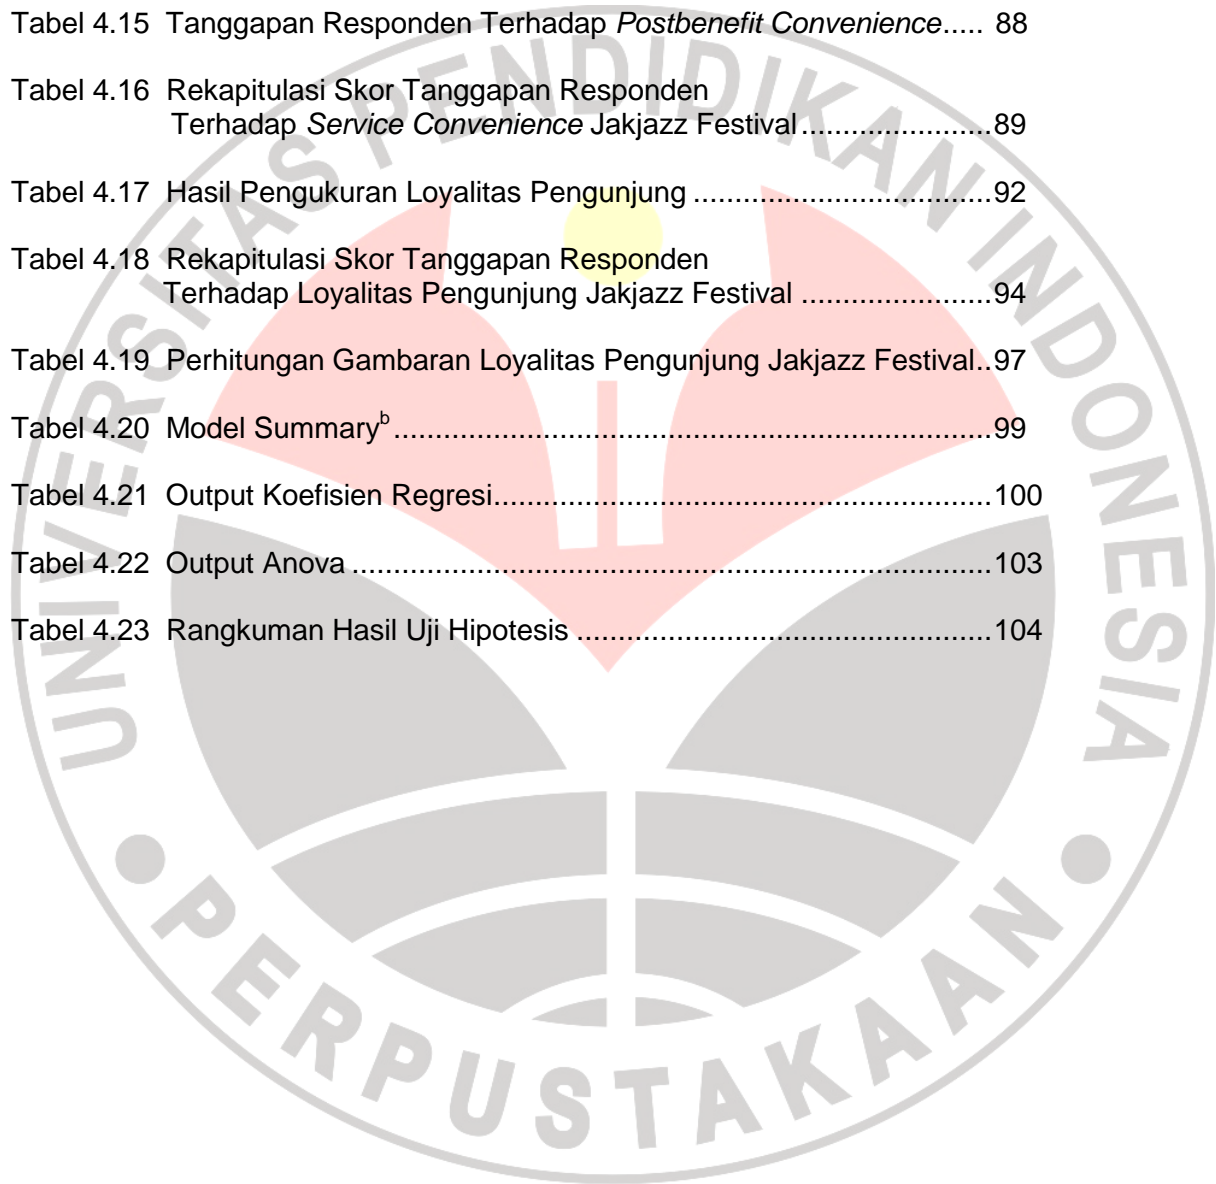 Tabel 4.15 Tanggapan Responden Terhadap Postbenefit Convenience..... 88
Tabel 4.16 Rekapitulasi Skor Tanggapan Responden
Terhadap Service Convenience Jakjazz Festival.......................89
Tabel 4.17 Hasil Pengukuran Loyalitas Pengunjung ....................................92
Tabel 4.18 Rekapitulasi Skor Tanggapan Responden
Terhadap Loyalitas Pengunjung Jakjazz Festival .......................94
Tabel 4.19 Perhitungan Gambaran Loyalitas Pengunjung Jakjazz Festival..97
Tabel 4.20 Model Summaryb........................................................................99
Tabel 4.21 Output Koefisien Regresi............................................................100
Tabel 4.22 Output Anova .............................................................................103
Tabel 4.23 Rangkuman Hasil Uji Hipotesis ..................................................104
UNIVERSITAS PENDIDIKAN INDONESIA
PERPUSTAKAAN